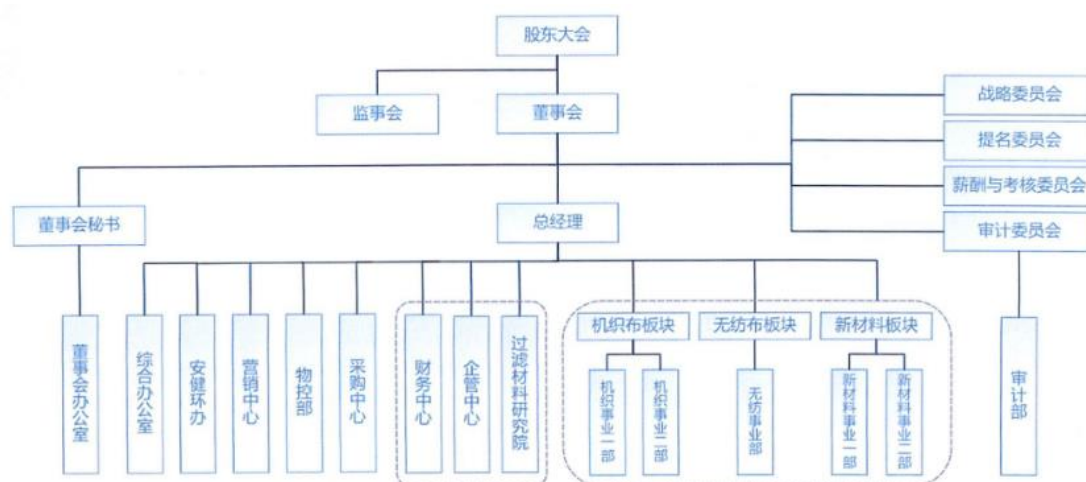 股东大会
监事会
董事会
战略委员会
提名委员会
薪酬与考核委员会
董事会秘书
总经理
审计委员会
董事会办公室
综合办公室
安健环办
营销中心
物控部
采购中心
财务中心
企管中心
过滤材料研究院
机织布板块
无纺布板块
新材料板块
机织事业一部
机织事业二部
无纺事业部
新材料事业一部
新材料事业二部
审计部